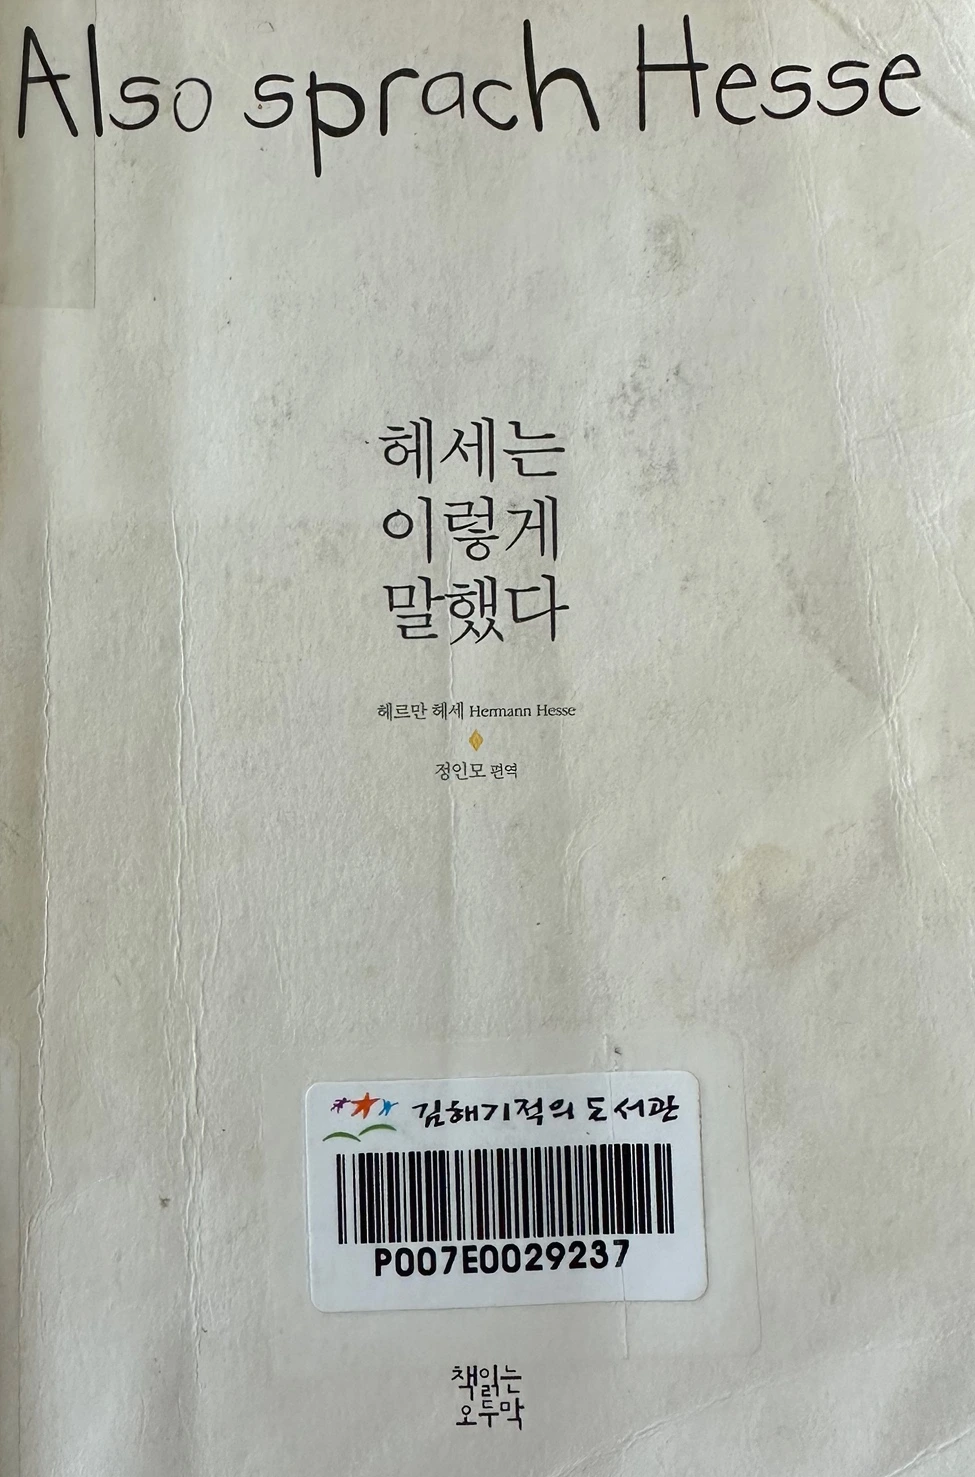 Also sprach Hesse
헤세는
이렇게
말했다
헤르만 헤세 Hermann Hesse
정인모 편역
김해기적의 도서관
P007E0029237
책읽는
오두막